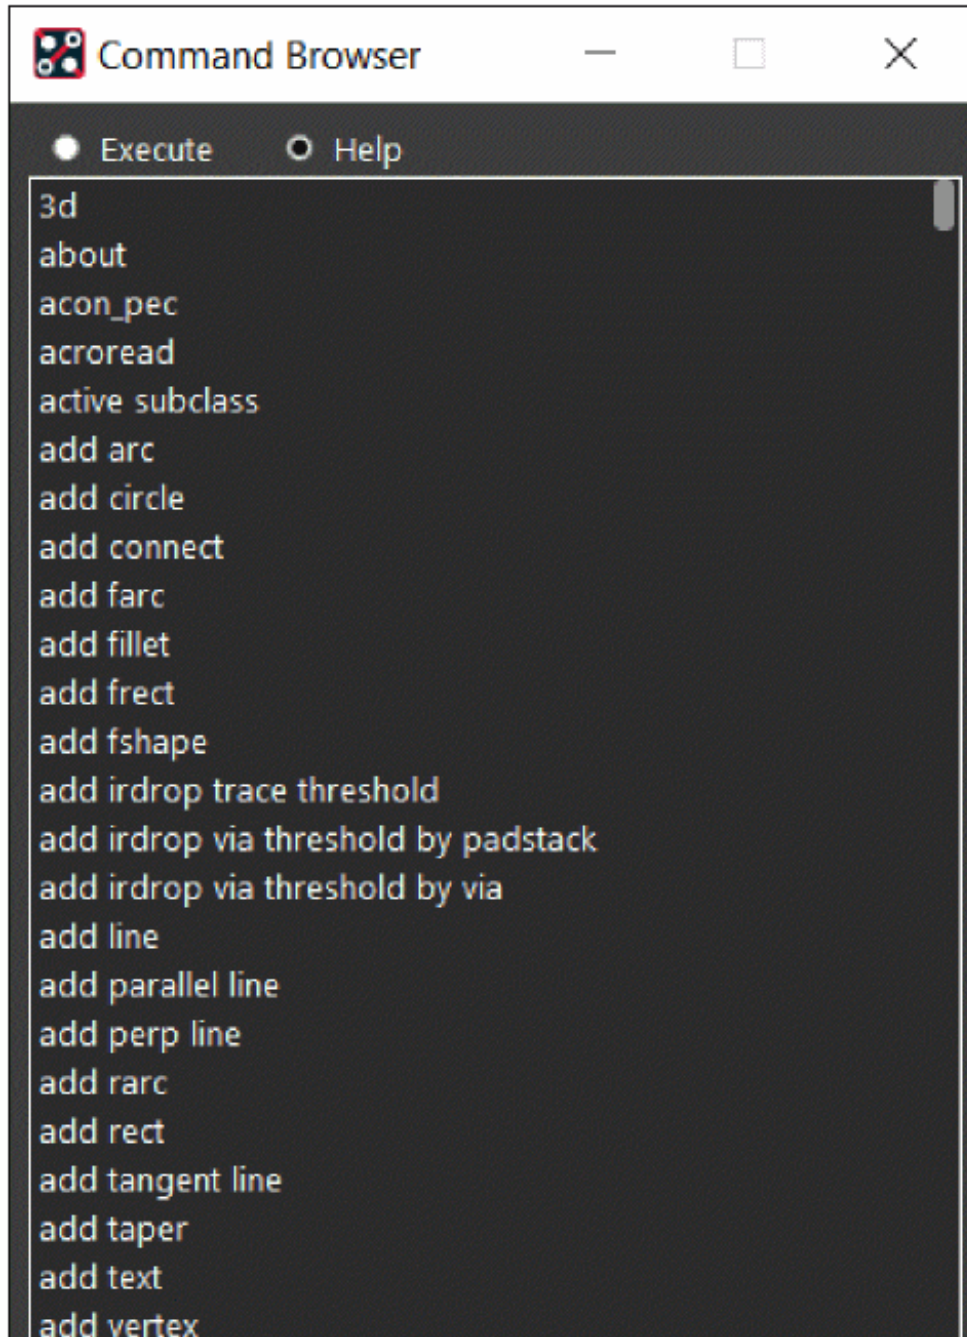 Command Browser
Execute Help
3d
about
acon_pec
acroread
active subclass
add arc
add circle
add connect
add farc
add fillet
add frect
add fshape
add irdrop trace threshold
add irdrop via threshold by padstack
add irdrop via threshold by via
add line
add parallel line
add perp line
add rarc
add rect
add tangent line
add taper
add text
add vertex